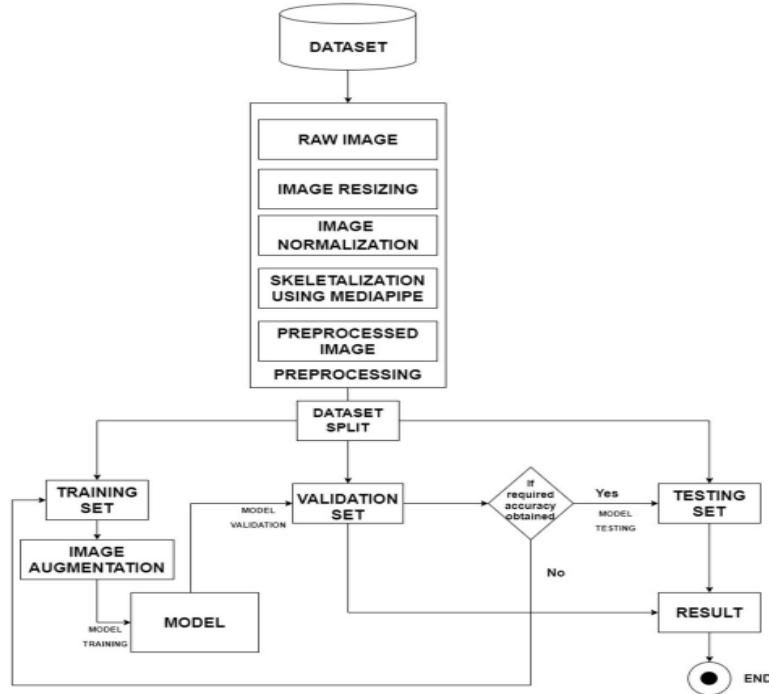 DATASET
RAW IMAGE
IMAGE RESIZING
IMAGE
NORMALIZATION
SKELETALIZATION
USING MEDIAPIPE
PREPROCESSED
IMAGE
PREPROCESSING
DATASET
SPLIT
TRAINING
SET
IMAGE
AUGMENTATION
MODEL
TRAINING
MODEL
MODEL
VALIDATION
VALIDATION
SET
If
required
accuracy
obtained
Yes
No
MODEL
TESTING
TESTING
SET
RESULT
END